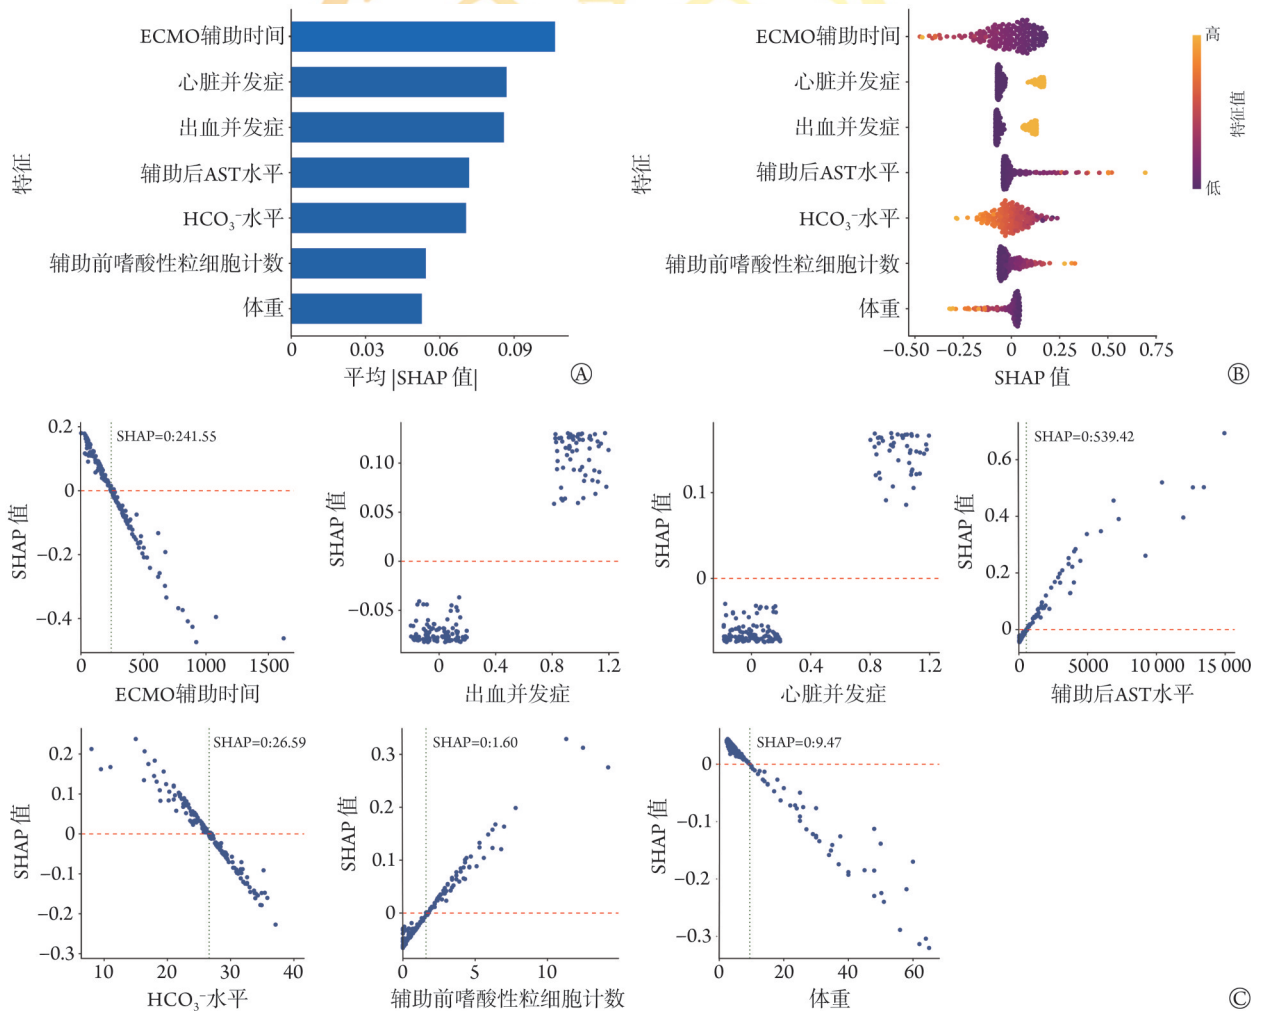 特征
ECMO辅助时间
心脏并发症
出血并发症
辅助后AST水平
HCO₃⁻水平
辅助前嗜酸性粒细胞计数
体重
0 0.03 0.06 0.09
平均 |SHAP 值|
Ⓐ
特征
ECMO辅助时间
心脏并发症
出血并发症
辅助后AST水平
HCO₃⁻水平
辅助前嗜酸性粒细胞计数
体重
−0.50 −0.25 0 0.25 0.50 0.75
SHAP 值
高
特征值
低
Ⓑ
SHAP 值
0.2
0
−0.2
−0.4
SHAP=0:241.55
0 500 1000 1500
ECMO辅助时间
SHAP 值
0.10
0.05
0
−0.05
0 0.4 0.8 1.2
出血并发症
SHAP 值
0.1
0
0 0.4 0.8 1.2
心脏并发症
SHAP 值
0.6
0.4
0.2
0
SHAP=0:539.42
0 5000 10 000 15 000
辅助后AST水平
SHAP 值
0.2
0.1
0
−0.1
−0.2
−0.3
SHAP=0:26.59
10 20 30 40
HCO₃⁻水平
SHAP 值
0.3
0.2
0.1
0
SHAP=0:1.60
0 5 10
辅助前嗜酸性粒细胞计数
SHAP 值
0
−0.1
−0.2
−0.3
SHAP=0:9.47
0 20 40 60
体重
Ⓒ